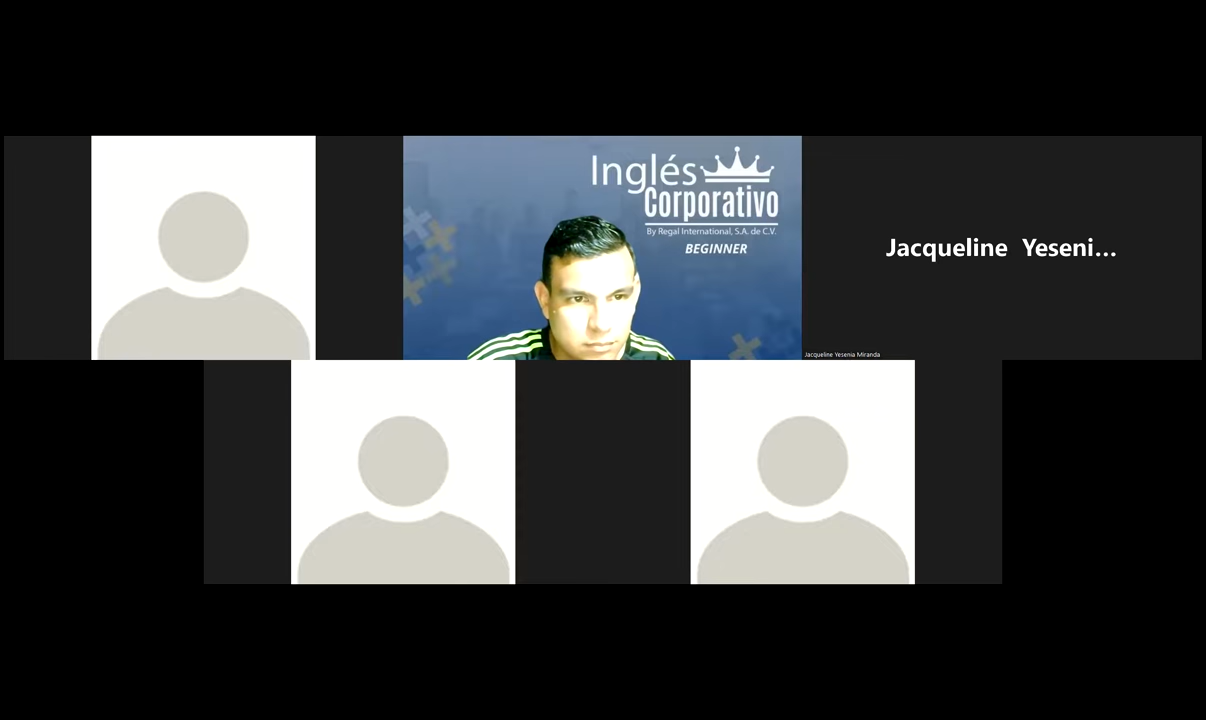 Inglés
Corporativo
By Regal International, S.A. de C.V.
BEGINNER
Jacqueline Yeseni...
Jacqueline Yesenia Miranda